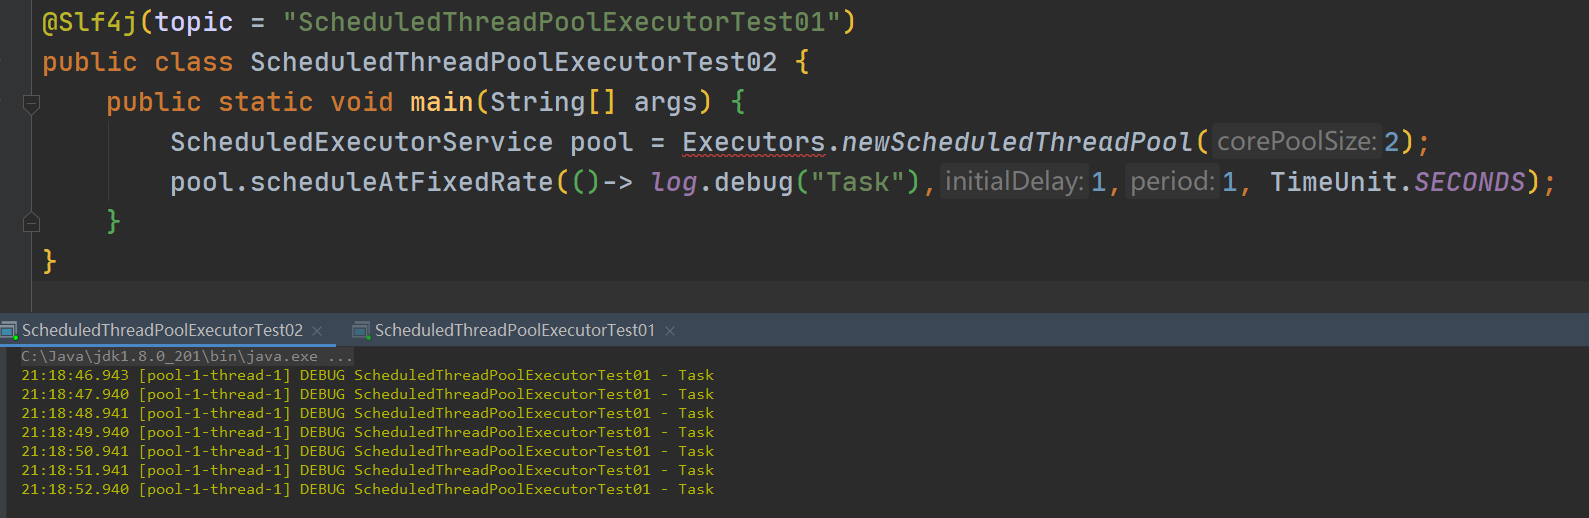 @Slf4j(topic = "ScheduledThreadPoolExecutorTest01")
public class ScheduledThreadPoolExecutorTest02 {
public static void main(String[] args) {
ScheduledExecutorService pool = Executors.newScheduledThreadPool( corePoolSize: 2);
pool.scheduleAtFixedRate(()-> log.debug("Task"), initialDelay: 1, period: 1, TimeUnit.SECONDS);
}
}
ScheduledThreadPoolExecutorTest02 × ScheduledThreadPoolExecutorTest01 ×
C:\Java\jdk1.8.0_201\bin\java.exe ...
21:18:46.943 [pool-1-thread-1] DEBUG ScheduledThreadPoolExecutorTest01 - Task
21:18:47.940 [pool-1-thread-1] DEBUG ScheduledThreadPoolExecutorTest01 - Task
21:18:48.941 [pool-1-thread-1] DEBUG ScheduledThreadPoolExecutorTest01 - Task
21:18:49.940 [pool-1-thread-1] DEBUG ScheduledThreadPoolExecutorTest01 - Task
21:18:50.941 [pool-1-thread-1] DEBUG ScheduledThreadPoolExecutorTest01 - Task
21:18:51.941 [pool-1-thread-1] DEBUG ScheduledThreadPoolExecutorTest01 - Task
21:18:52.940 [pool-1-thread-1] DEBUG ScheduledThreadPoolExecutorTest01 - Task